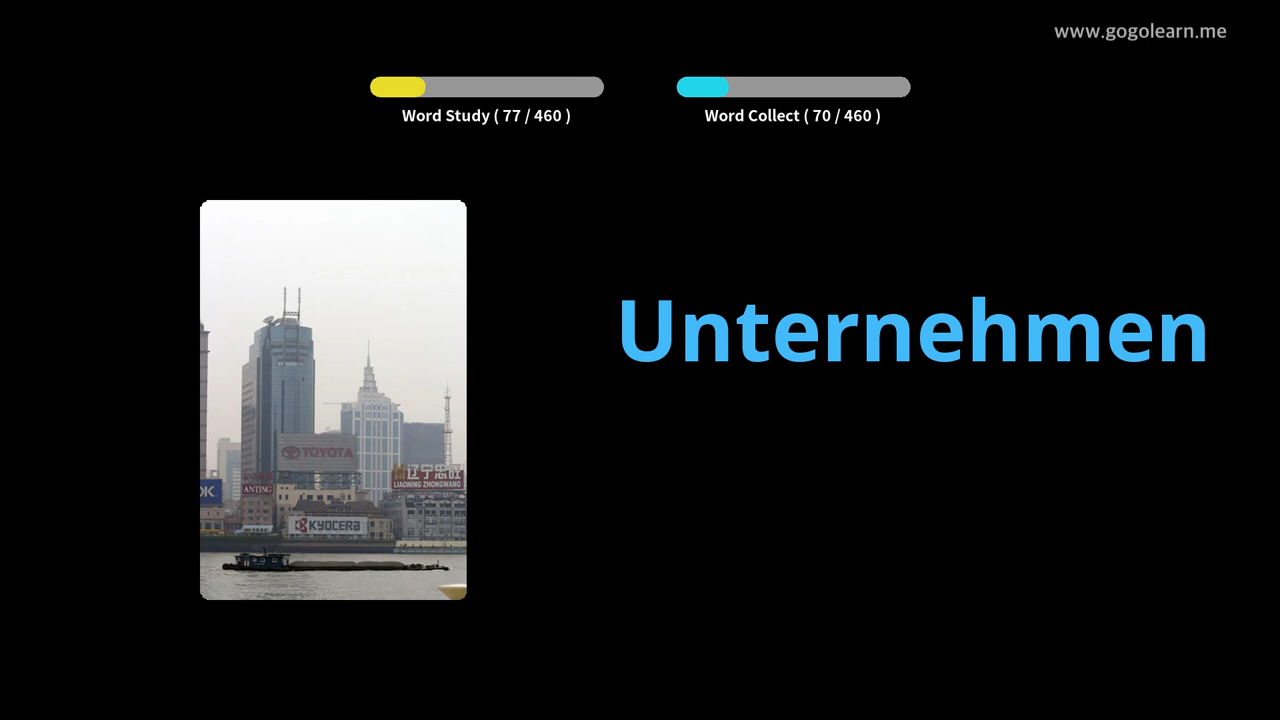 www.gogolearn.me
Word Study ( 77 / 460 )
Word Collect ( 70 / 460 )
Unternehmen
TOYOTA
辽宁忠旺
LIAONING ZHONGWANG
OK
ANTING
KYOCERA